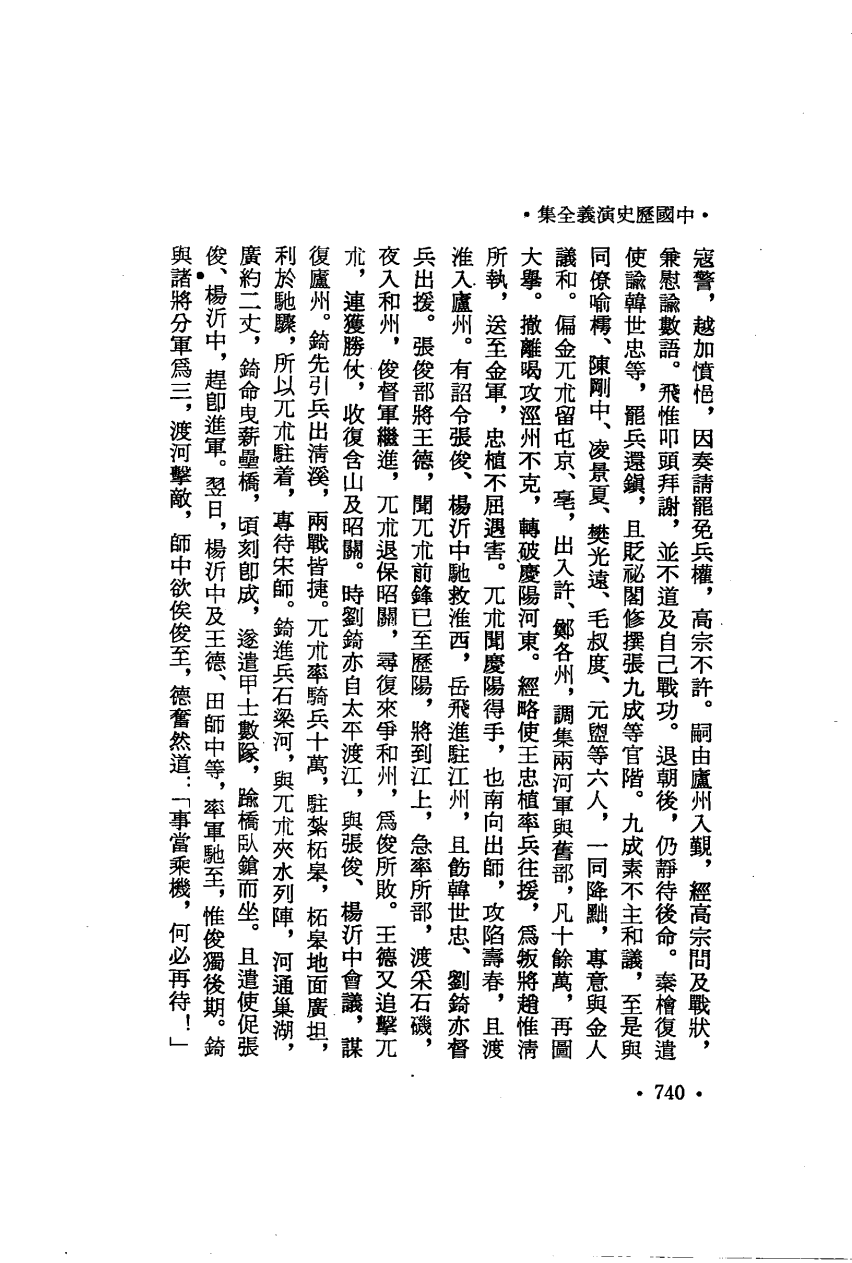 •中國歷史演義全集•
寇警，越加憤悒，因奏請罷免兵權，高宗不許。嗣由廬州入覲，經高宗問及戰狀，
兼慰諭數語。飛惟叩頭拜謝，並不道及自己戰功。退朝後，仍靜待後命。秦檜復遣
使諭韓世忠等，罷兵還鎮，且貶祕閣修撰張九成等官階。九成素不主和議，至是與
同僚喻樗、陳剛中、凌景夏、樊光遠、毛叔度、元盥等六人，一同降黜，專意與金人
議和。偏金兀朮留屯京、亳，出入許、鄭各州，調集兩河軍與舊部，凡十餘萬，再圖
大舉。撤離喝攻涇州不克，轉破慶陽河東。經略使王忠植率兵往援，爲叛將趙惟清
所執，送至金軍，忠植不屈遇害。兀朮聞慶陽得手，也南向出師，攻陷壽春，且渡
淮入廬州。有詔令張俊、楊沂中馳救淮西，岳飛進駐江州，且飭韓世忠、劉錡亦督
兵出援。張俊部將王德，聞兀朮前鋒已至歷陽，將到江上，急率所部，渡采石磯，
夜入和州，俊督軍繼進，兀朮退保昭關，尋復來爭和州，爲俊所敗。王德又追擊兀
朮，連獲勝仗，收復含山及昭關。時劉錡亦自太平渡江，與張俊、楊沂中會議，謀
復廬州。錡先引兵出清溪，兩戰皆捷。兀朮率騎兵十萬，駐紮柘皋，柘皋地面廣坦，
利於馳驟，所以兀朮駐着，專待宋師。錡進兵石梁河，與兀朮夾水列陣，河通巢湖，
廣約二丈，錡命曳薪壘橋，頃刻卽成，遂遣甲士數隊，踰橋臥鎗而坐。且遣使促張
俊、楊沂中，趕卽進軍。翌日，楊沂中及王德、田師中等，率軍馳至，惟俊獨後期。錡
與諸將分軍爲三，渡河擊敵，師中欲俟俊至，德奮然道：「事當乘機，何必再待！」
•740•